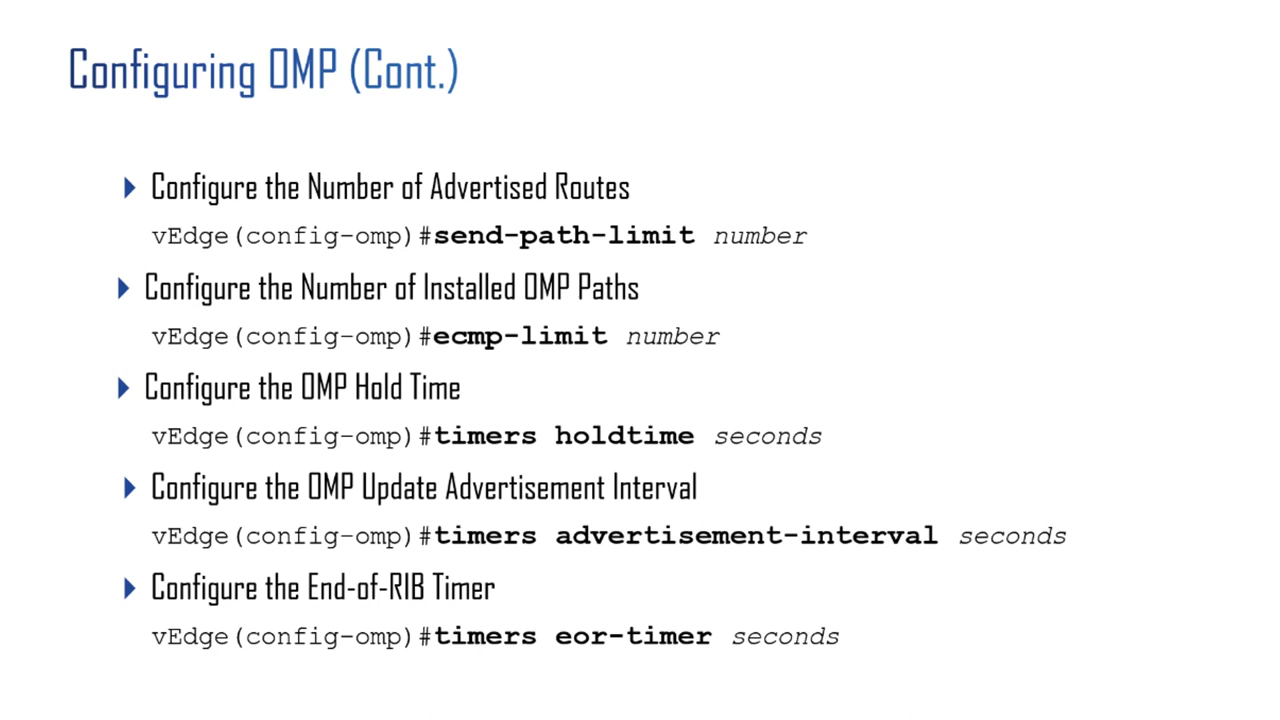 Configuring OMP (Cont.)
Configure the Number of Advertised Routes
vEdge(config-omp)#send-path-limit number
Configure the Number of Installed OMP Paths
vEdge(config-omp)#ecmp-limit number
Configure the OMP Hold Time
vEdge(config-omp)#timers holdtime seconds
Configure the OMP Update Advertisement Interval
vEdge(config-omp)#timers advertisement-interval seconds
Configure the End-of-RIB Timer
vEdge(config-omp)#timers eor-timer seconds